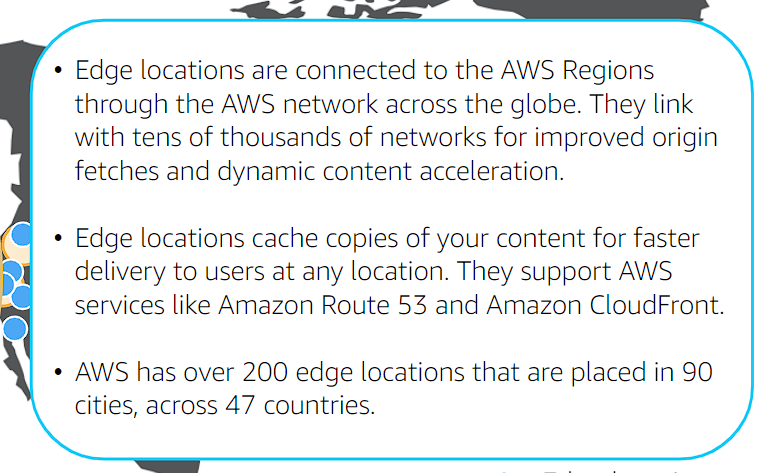 • Edge locations are connected to the AWS Regions
through the AWS network across the globe. They link
with tens of thousands of networks for improved origin
fetches and dynamic content acceleration.
• Edge locations cache copies of your content for faster
delivery to users at any location. They support AWS
services like Amazon Route 53 and Amazon CloudFront.
• AWS has over 200 edge locations that are placed in 90
cities, across 47 countries.